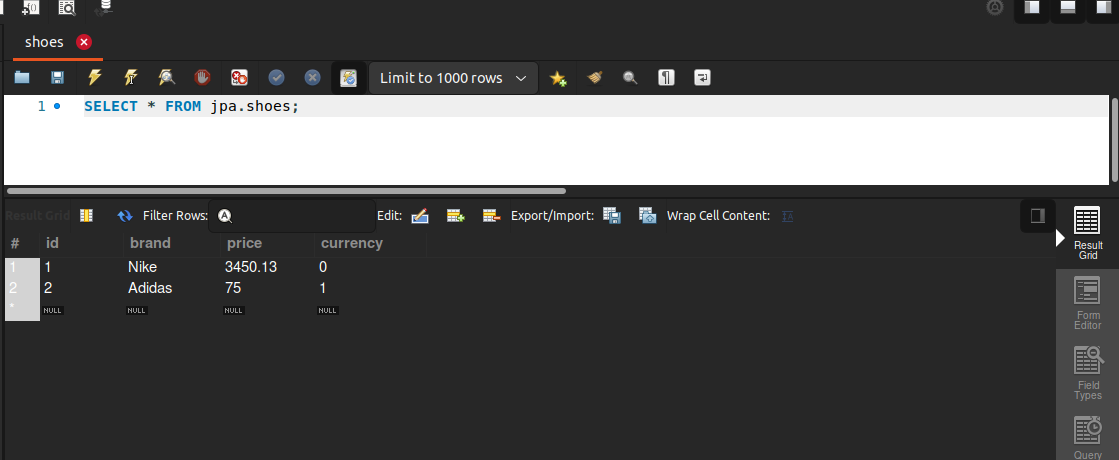 shoes
Limit to 1000 rows
1 SELECT * FROM jpa.shoes;
Result Grid Filter Rows: Edit: Export/Import: Wrap Cell Content:
# id brand price currency
1 1 Nike 3450.13 0
2 2 Adidas 75 1
* NULL NULL NULL NULL
Result
Grid
Form
Editor
Field
Types
Query